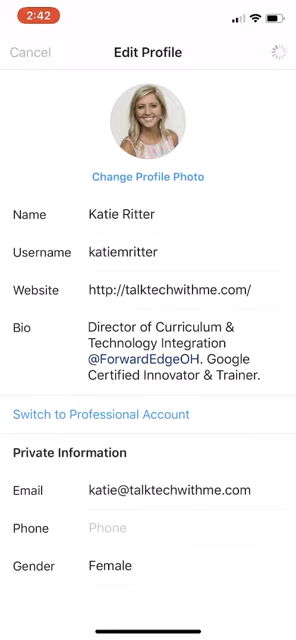 2:42
Cancel Edit Profile
Change Profile Photo
Name Katie Ritter
Username katiemritter
Website http://talktechwithme.com/
Bio Director of Curriculum &
Technology Integration
@ForwardEdgeOH. Google
Certified Innovator & Trainer.
Switch to Professional Account
Private Information
Email katie@talktechwithme.com
Phone Phone
Gender Female